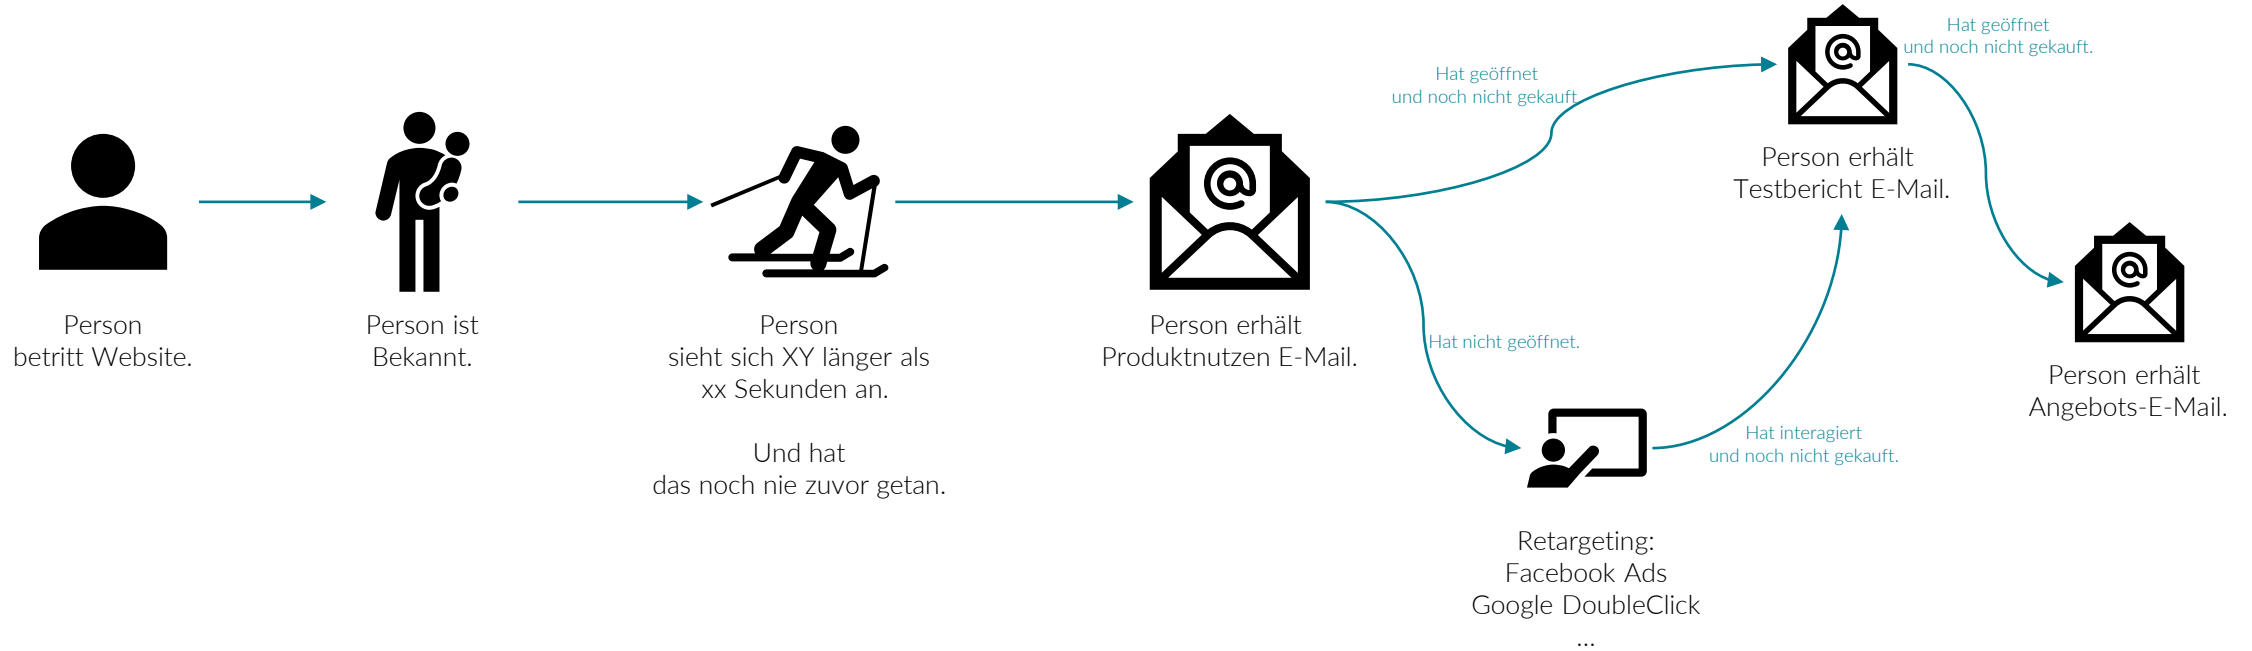 Person
betritt Website.
Person ist
Bekannt.
Person
sieht sich XY länger als
xx Sekunden an.
Und hat
das noch nie zuvor getan.
Person erhält
Produktnutzen E-Mail.
Hat geöffnet
und noch nicht gekauft.
Hat nicht geöffnet.
Retargeting:
Facebook Ads
Google DoubleClick
...
Hat interagiert
und noch nicht gekauft.
Person erhält
Testbericht E-Mail.
Hat geöffnet
und noch nicht gekauft.
Person erhält
Angebots-E-Mail.